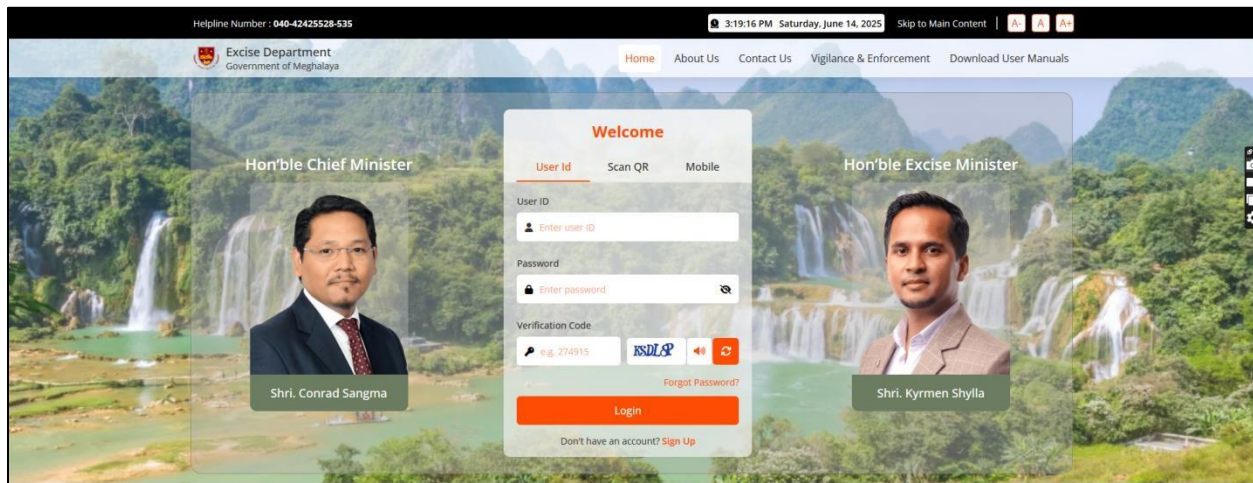 Helpline Number : 040-42425528-535
3:19:16 PM Saturday, June 14, 2025
Skip to Main Content
A- A A+
Excise Department
Government of Meghalaya
Home About Us Contact Us Vigilance & Enforcement Download User Manuals
Hon'ble Chief Minister
Shri. Conrad Sangma
Welcome
User Id Scan QR Mobile
User ID
Enter user ID
Password
Enter password
Verification Code
e.g. 274915
KSDLSP
Forgot Password?
Login
Don't have an account? Sign Up
Hon'ble Excise Minister
Shri. Kyrmen Shylla